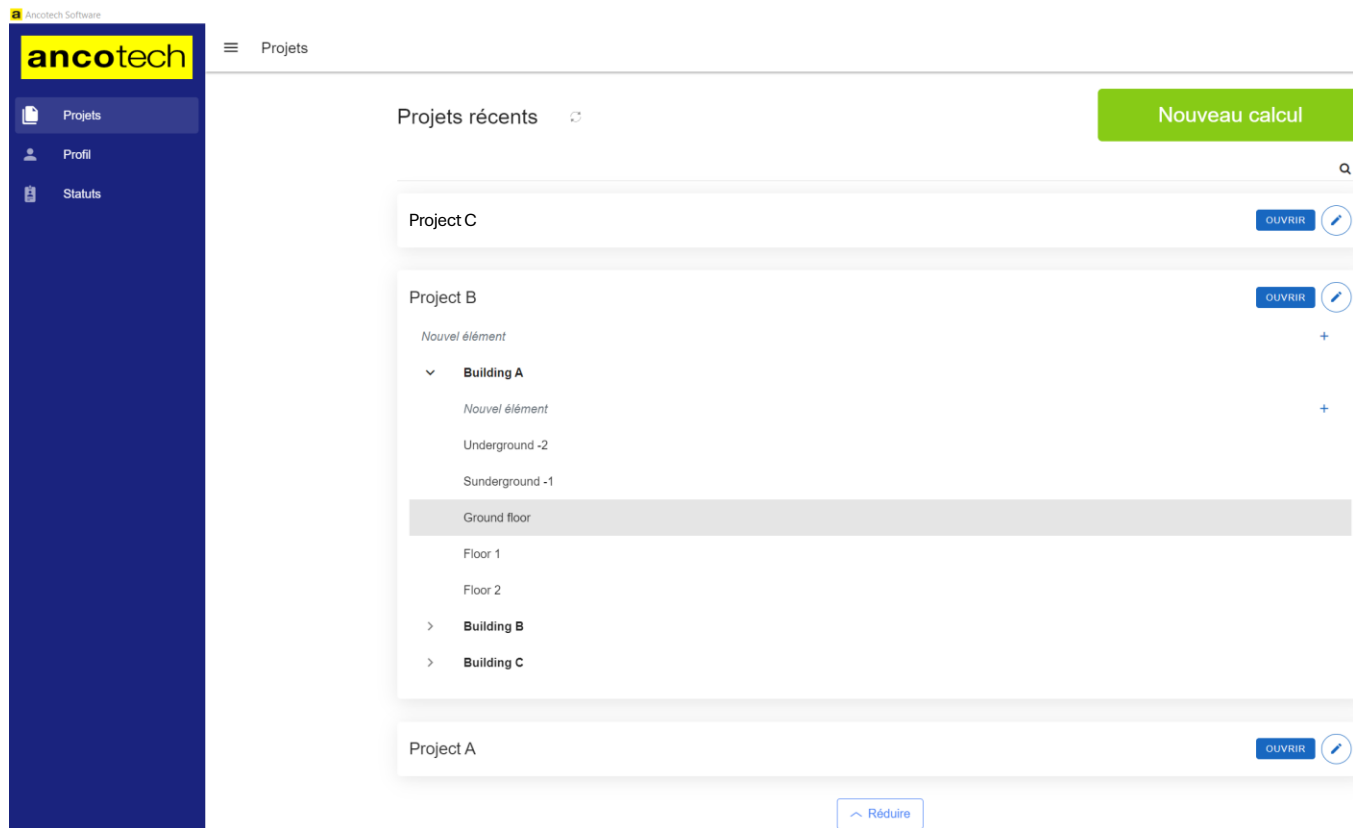 a Ancotech Software
ancotech
Projets
Projets
Profil
Statuts
Projets récents
Nouveau calcul
Project C
OUVRIR
Project B
OUVRIR
Nouvel élément
+
Building A
Nouvel élément
+
Underground -2
Sunderground -1
Ground floor
Floor 1
Floor 2
Building B
Building C
Project A
OUVRIR
Réduire